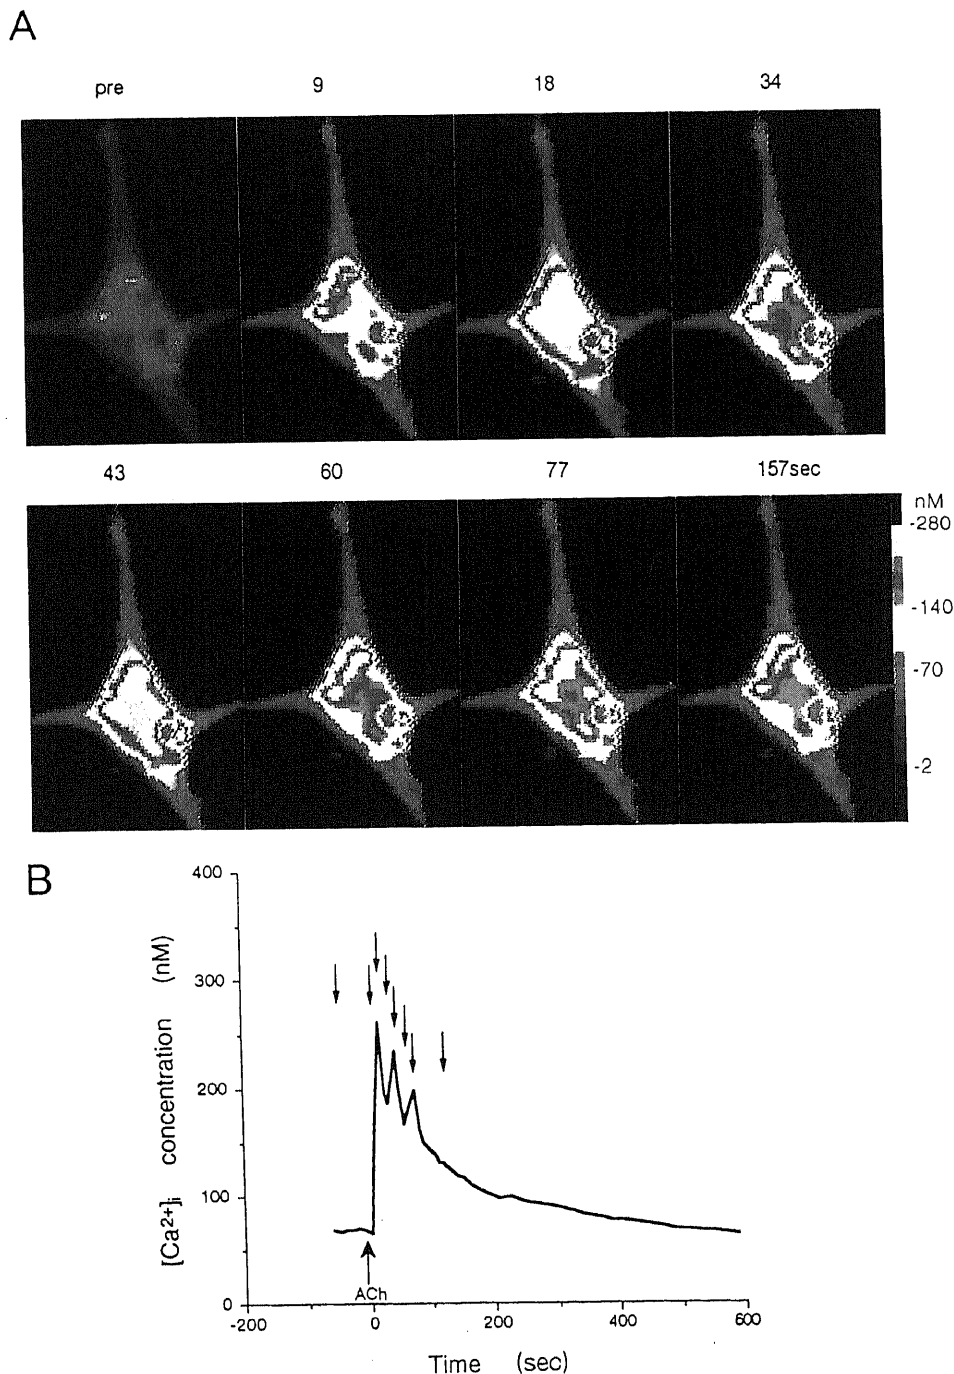 A
pre 9 18 34
43 60 77 157sec
nM
-280
-140
-70
-2
B
400
300
200
100
0
[Ca2+]i concentration (nM)
ACh
-200 0 200 400 600
Time (sec)